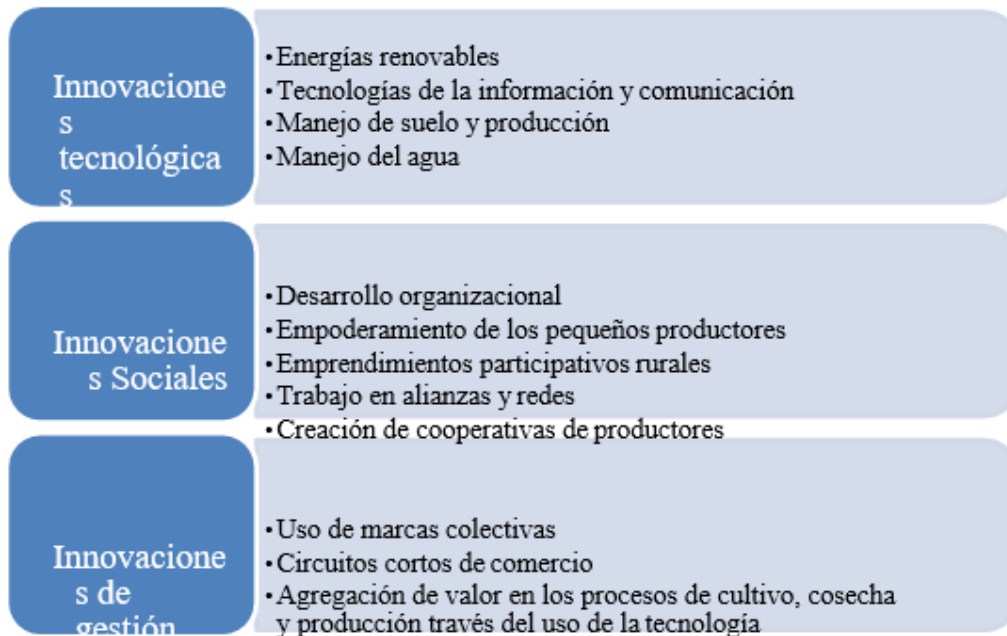 Innovacione
s
tecnológica
s
•Energías renovables
•Tecnologías de la información y comunicación
•Manejo de suelo y producción
•Manejo del agua
Innovacione
s Sociales
•Desarrollo organizacional
•Empoderamiento de los pequeños productores
•Emprendimientos participativos rurales
•Trabajo en alianzas y redes
•Creación de cooperativas de productores
Innovacione
s de
gestión
•Uso de marcas colectivas
•Circuitos cortos de comercio
•Agregación de valor en los procesos de cultivo, cosecha
y producción través del uso de la tecnología